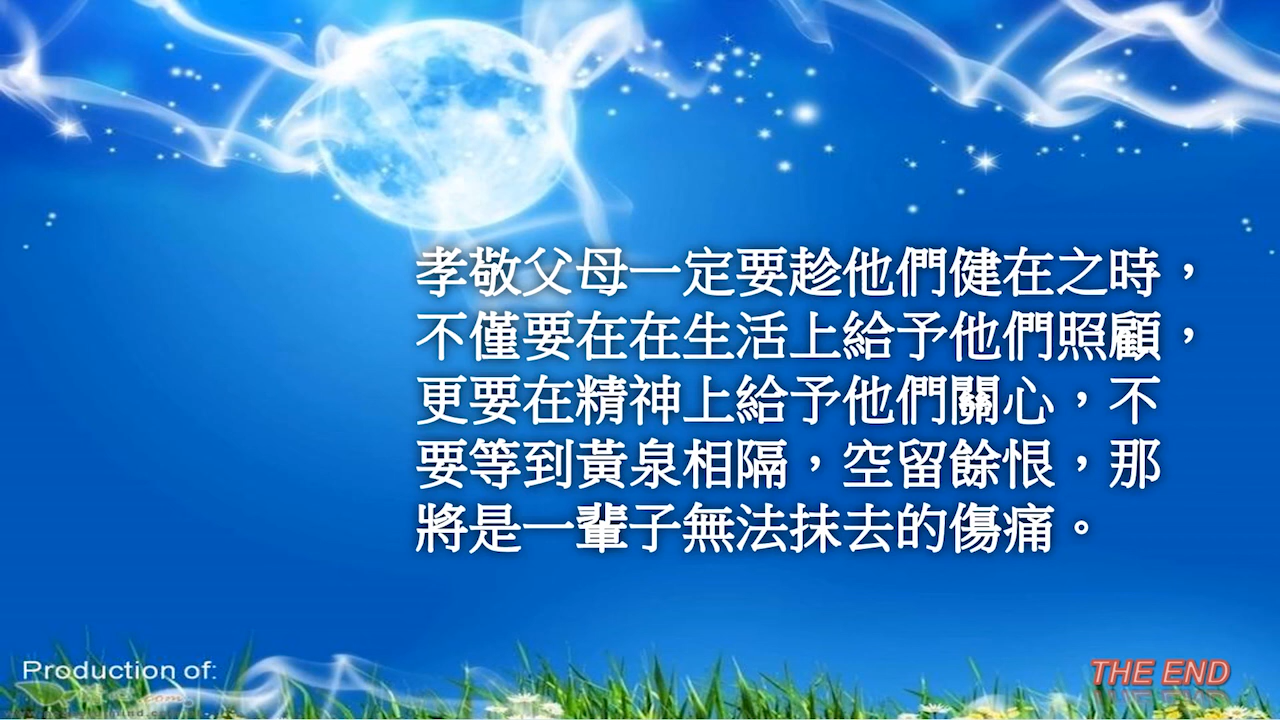 孝敬父母一定要趁他們健在之時，
不僅要在在生活上給予他們照顧，
更要在精神上給予他們關心，不
要等到黃泉相隔，空留餘恨，那
將是一輩子無法抹去的傷痛。
Production of:
THE END